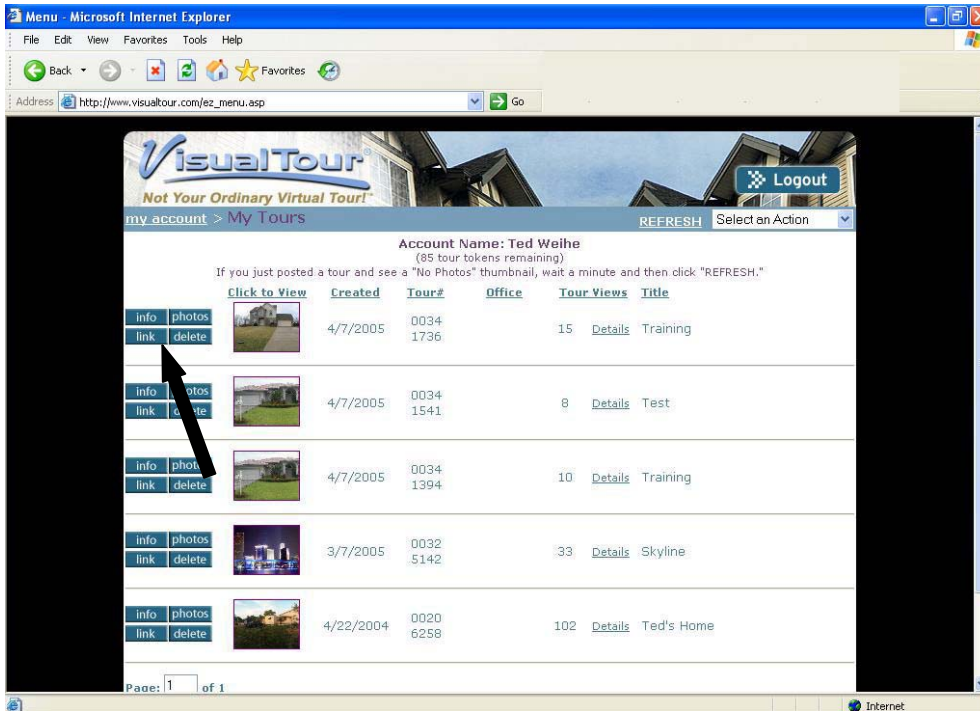 Menu - Microsoft Internet Explorer
File Edit View Favorites Tools Help
Back Favorites
Address http://www.visualtour.com/ez_menu.asp Go
VisualTour
Not Your Ordinary Virtual Tour!
Logout
my account > My Tours REFRESH Select an Action
Account Name: Ted Weihe
(85 tour tokens remaining)
If you just posted a tour and see a "No Photos" thumbnail, wait a minute and then click "REFRESH."
Click to View Created Tour# Office Tour Views Title
info photos
link delete
4/7/2005 0034 1736 15 Details Training
info photos
link delete
4/7/2005 0034 1541 8 Details Test
info photos
link delete
4/7/2005 0034 1394 10 Details Training
info photos
link delete
3/7/2005 0032 5142 33 Details Skyline
info photos
link delete
4/22/2004 0020 6258 102 Details Ted's Home
Page: 1 of 1
Internet